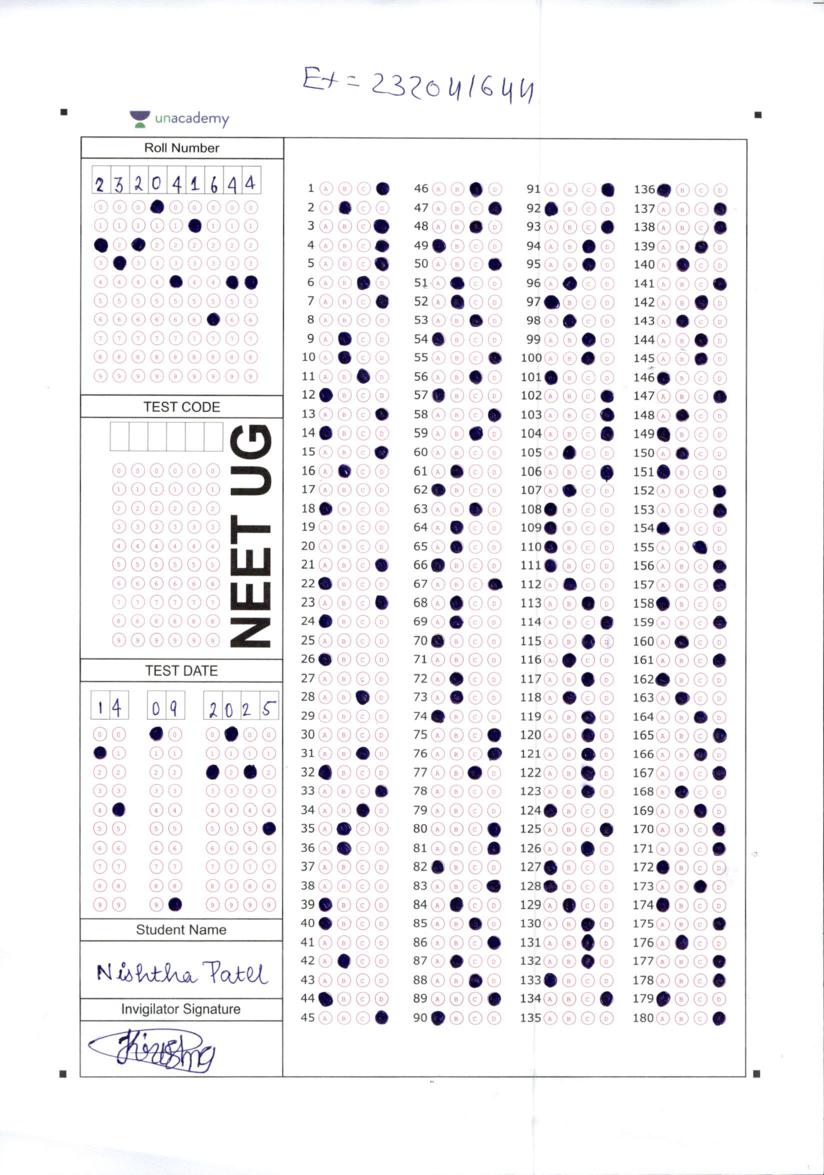 Et = 232041644
unacademy
Roll Number
2 3 2 0 4 1 6 4 4
TEST CODE
NEET UG
TEST DATE
14 09 2025
Student Name
Nishtha Patel
Invigilator Signature
1 A B C
2 A C D
3 A B C
4 A B C
5 A B C
6 A B D
7 A B C
8 A B C D
9 A C D
10 A C D
11 A B D
12 B C D
13 A B C
14 B C D
15 A B C
16 A C D
17 A B C D
18 B C D
19 A B C D
20 A B C D
21 A B C
22 B C D
23 A B C
24 B C D
25 A B C D
26 B C D
27 A B C D
28 A B D
29 A B C D
30 A B C D
31 A B D
32 B C D
33 A B C
34 A B D
35 A C D
36 A C D
37 A B C D
38 A B C D
39 B C D
40 B C D
41 A B C D
42 A C D
43 A B C D
44 B C D
45 A B C
46 A B D
47 A B C
48 A B D
49 B C D
50 A B C
51 A C D
52 A C D
53 A B D
54 B C D
55 A B C
56 A B D
57 B C D
58 A B C
59 A B D
60 A B C D
61 A C D
62 B C D
63 A B D
64 A C D
65 A C D
66 B C D
67 A B C
68 A C D
69 A C D
70 B C D
71 A B C D
72 A C D
73 A C D
74 B C D
75 A B C
76 A B C
77 A B D
78 A B C D
79 A B C D
80 A B C
81 A B C
82 B C D
83 A B C
84 A C D
85 A B D
86 A B C
87 A C D
88 A B D
89 A B C
90 B C D
91 A B C
92 B C D
93 A B C
94 A B D
95 A B D
96 A C D
97 B C D
98 A C D
99 A B D
100 A B D
101 B C D
102 A B C
103 A B C
104 A B C
105 A C D
106 A B C
107 A C D
108 B C D
109 B C D
110 B C D
111 B C D
112 A C D
113 A B D
114 A B C
115 A B D
116 A C D
117 A B D
118 A C D
119 A B D
120 A B D
121 A B D
122 A B D
123 A B D
124 B C D
125 A B C
126 A B D
127 B C D
128 B C D
129 A C D
130 A B D
131 A B D
132 A B D
133 B C D
134 A B C
135 A B C D
136 B C D
137 A B C
138 A B C
139 A B D
140 A C D
141 A B C
142 A B D
143 A C D
144 A B D
145 A B D
146 B C D
147 A B C
148 A C D
149 B C D
150 A C D
151 B C D
152 A B C
153 A B C
154 B C D
155 A B D
156 A B C
157 A B C
158 B C D
159 A B C
160 A C D
161 A B C
162 B C D
163 A C D
164 A B D
165 A B C
166 A B D
167 A B C
168 A C D
169 A B D
170 A B C
171 A B C
172 B C D
173 A B D
174 B C D
175 A B C
176 A C D
177 A B C
178 A B C
179 B C D
180 A B C